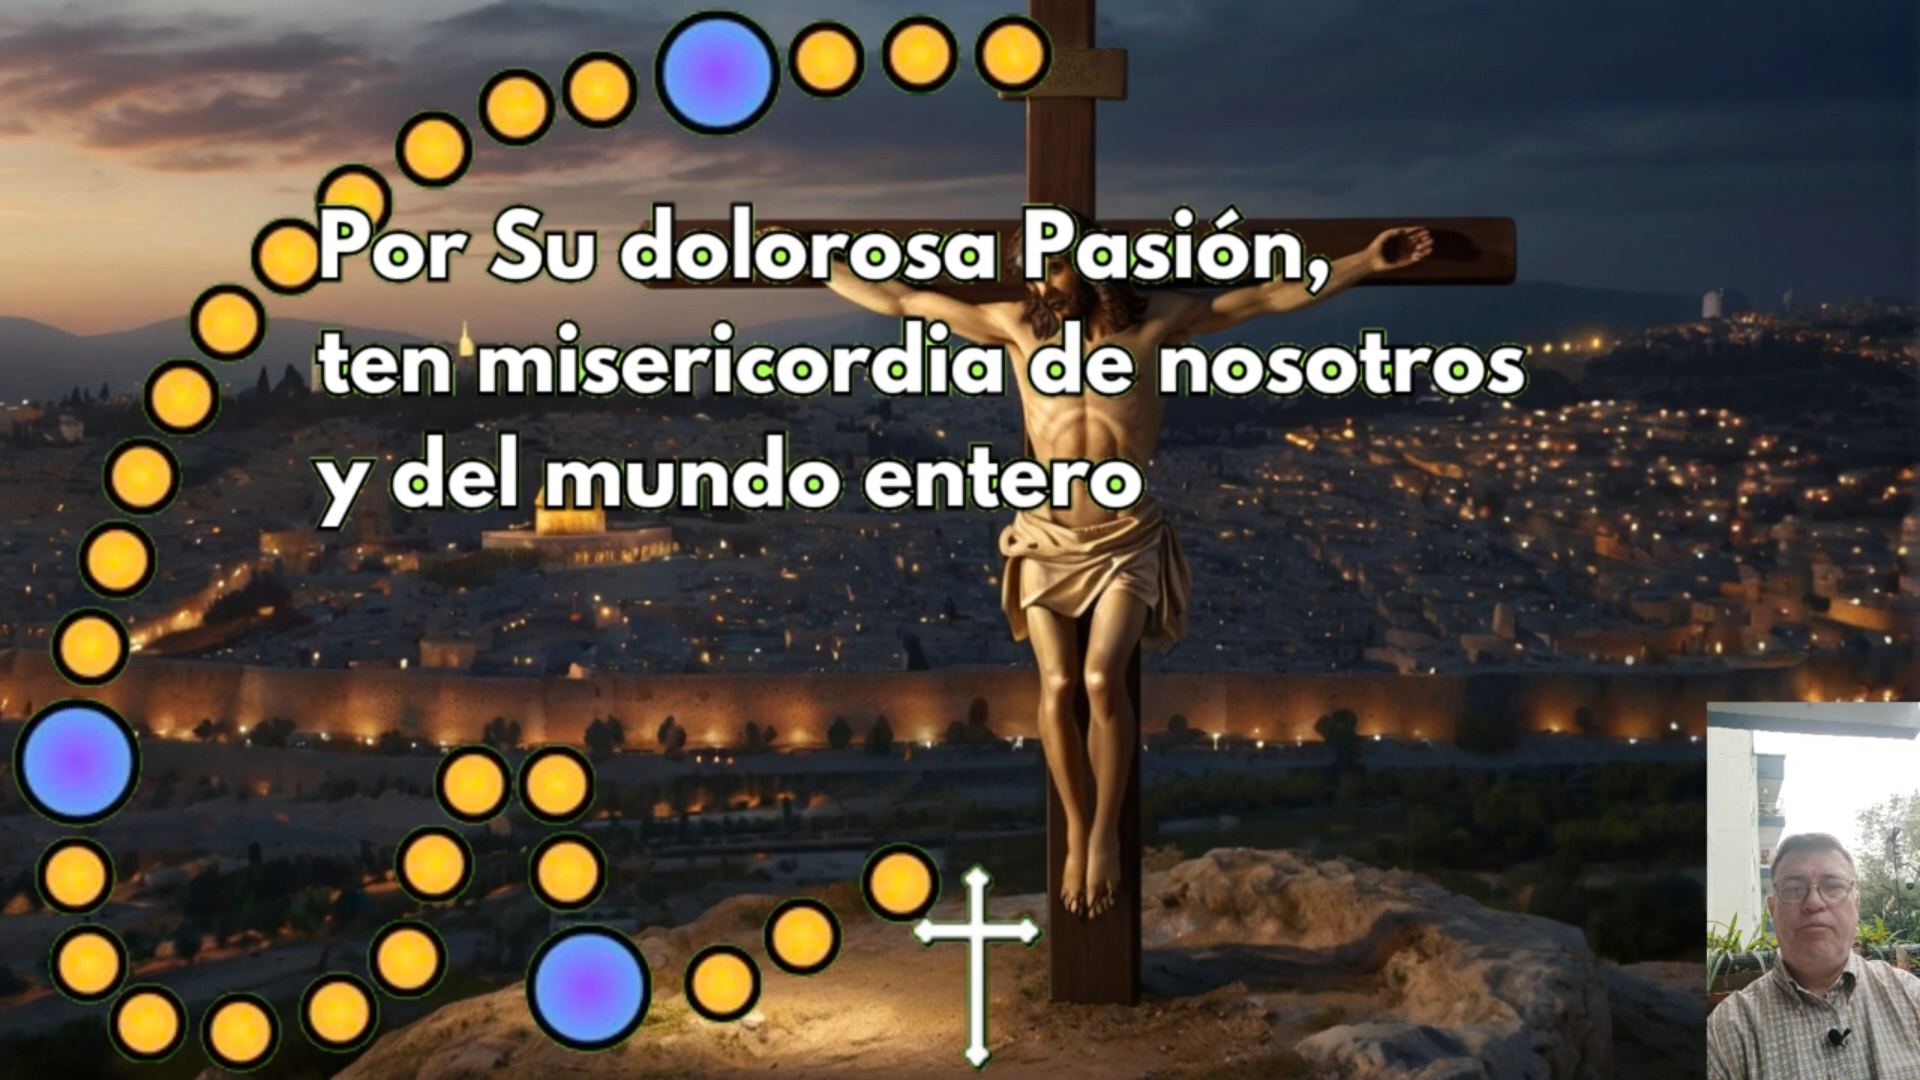 Por Su dolorosa Pasión,
ten misericordia de nosotros
y del mundo entero